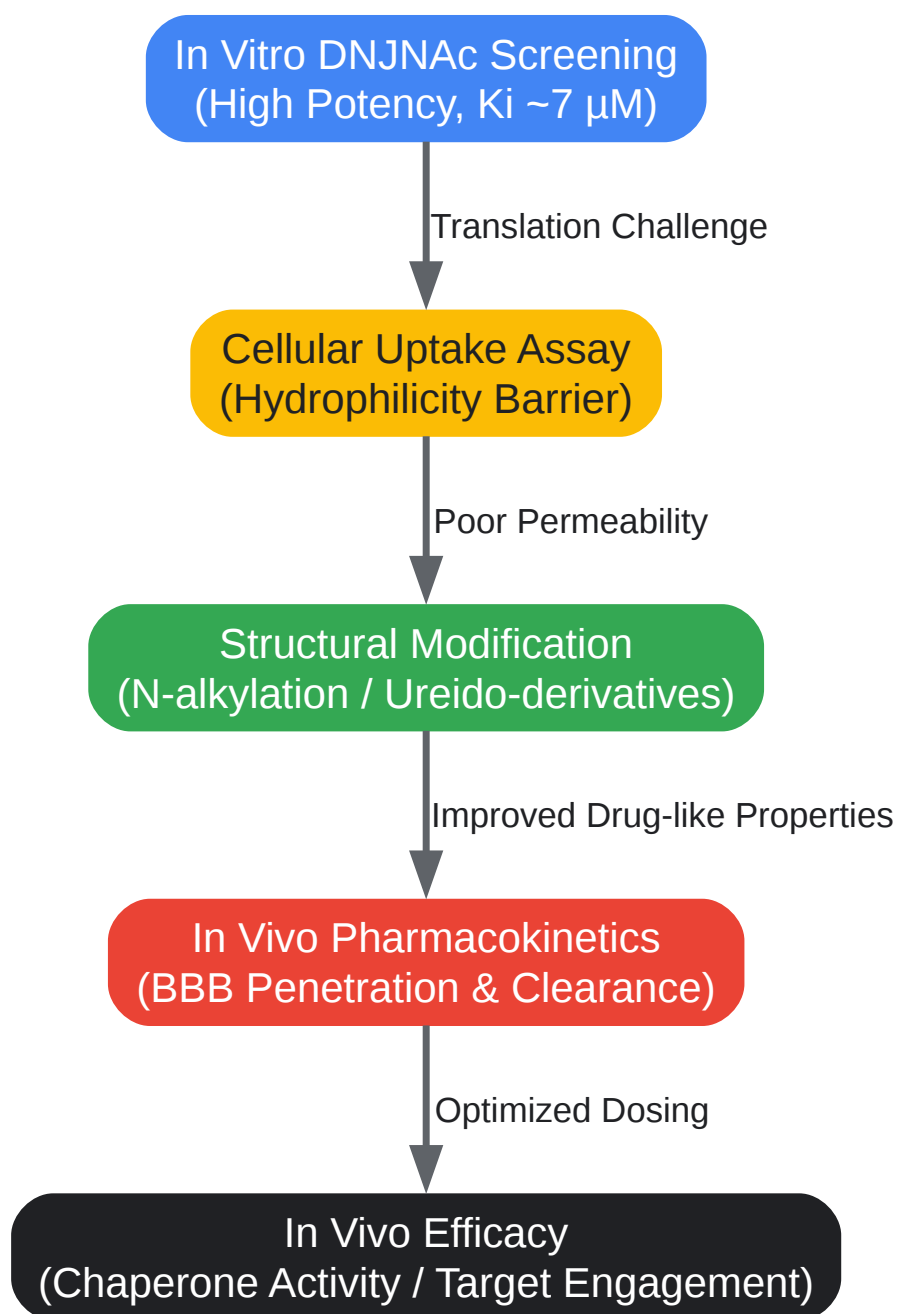 In Vitro DNJNAc Screening
(High Potency, Ki ~7 µM)
Translation Challenge
Cellular Uptake Assay
(Hydrophilicity Barrier)
Poor Permeability
Structural Modification
(N-alkylation / Ureido-derivatives)
Improved Drug-like Properties
In Vivo Pharmacokinetics
(BBB Penetration & Clearance)
Optimized Dosing
In Vivo Efficacy
(Chaperone Activity / Target Engagement)